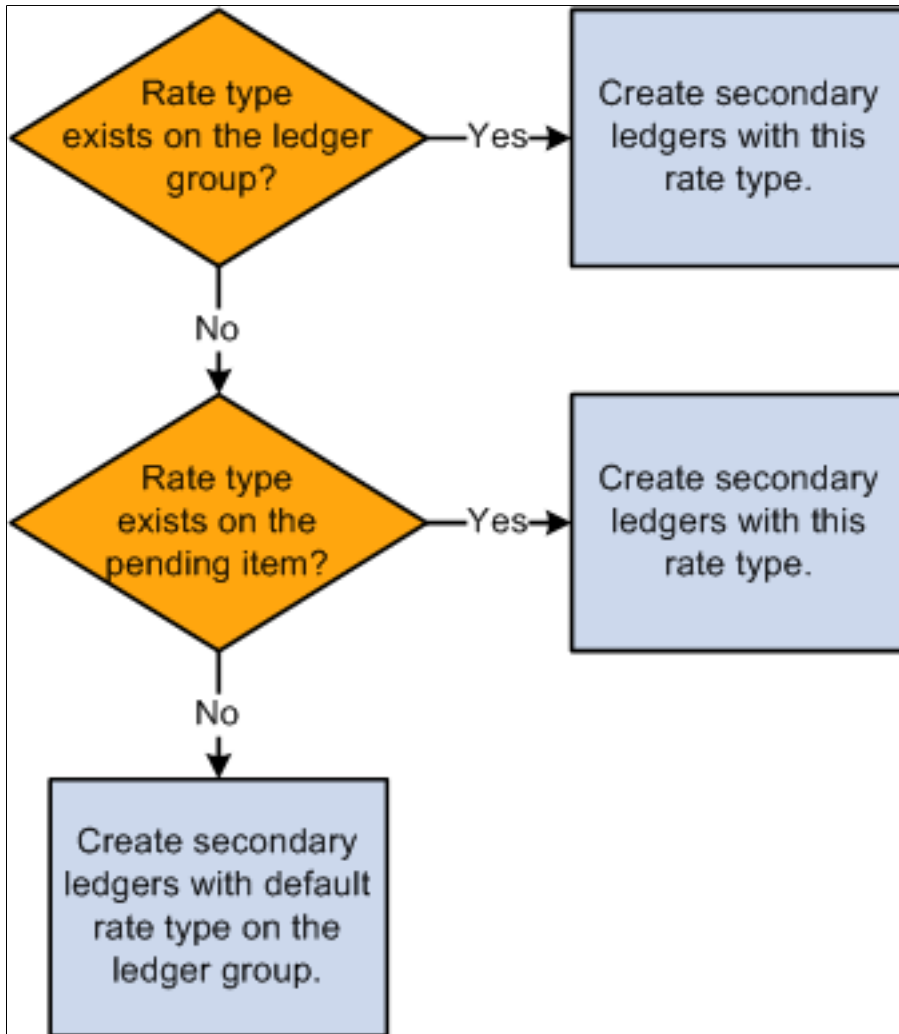 Rate type
exists on the ledger
group?
Yes
Create secondary
ledgers with this
rate type.
No
Rate type
exists on the
pending item?
Yes
Create secondary
ledgers with this
rate type.
No
Create secondary
ledgers with default
rate type on the
ledger group.